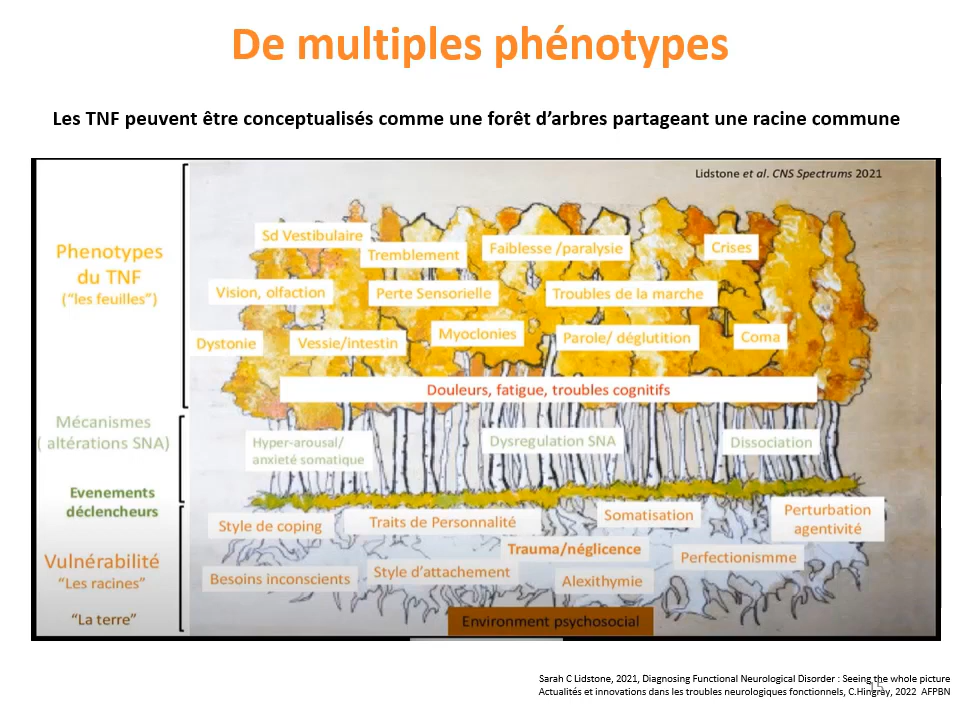 De multiples phénotypes
Les TNF peuvent être conceptualisés comme une forêt d'arbres partageant une racine commune
Lidstone et al. CNS Spectrums 2021
Phenotypes
du TNF
("les feuilles")
Sd Vestibulaire
Tremblement
Faiblesse /paralysie
Crises
Vision, olfaction
Perte Sensorielle
Troubles de la marche
Dystonie
Vessie/intestin
Myoclonies
Parole/ déglutition
Coma
Douleurs, fatigue, troubles cognitifs
Mécanismes
( altérations SNA)
Hyper-arousal/
anxieté somatique
Dysregulation SNA
Dissociation
Evenements
déclencheurs
Vulnérabilité
"Les racines"
Style de coping
Traits de Personnalité
Somatisation
Perturbation
agentivité
Trauma/néglicence
Perfectionismme
Besoins inconscients
Style d'attachement
Alexithymie
"La terre"
Environment psychosocial
Sarah C Lidstone, 2021, Diagnosing Functional Neurological Disorder : Seeing the whole picture
Actualités et innovations dans les troubles neurologiques fonctionnels, C.Hingray, 2022 AFPBN
15